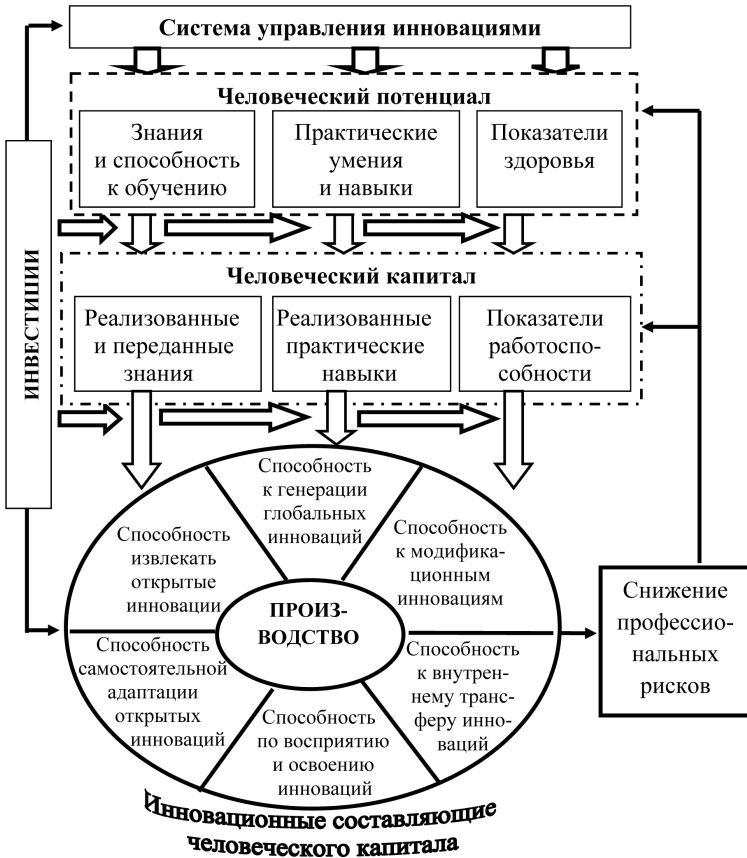 Система управления инновациями
Человеческий потенциал
Знания
и способность
к обучению
Практические
умения
и навыки
Показатели
здоровья
ИНВЕСТИЦИИ
Человеческий капитал
Реализованные
и переданные
знания
Реализованные
практические
навыки
Показатели
работоспо-
собности
Способность
к генерации
глобальных
инноваций
Способность
извлекать
открытые
инновации
Способность
к модифика-
ционным
инновациям
ПРОИЗ-
ВОДСТВО
Способность
самостоятельной
адаптации
открытых
инноваций
Способность
по восприятию
и освоению
инноваций
Способность
к внутрен-
нему транс-
феру инно-
ваций
Снижение
профессио-
нальных
рисков
Инновационные составляющие
человеческого капитала